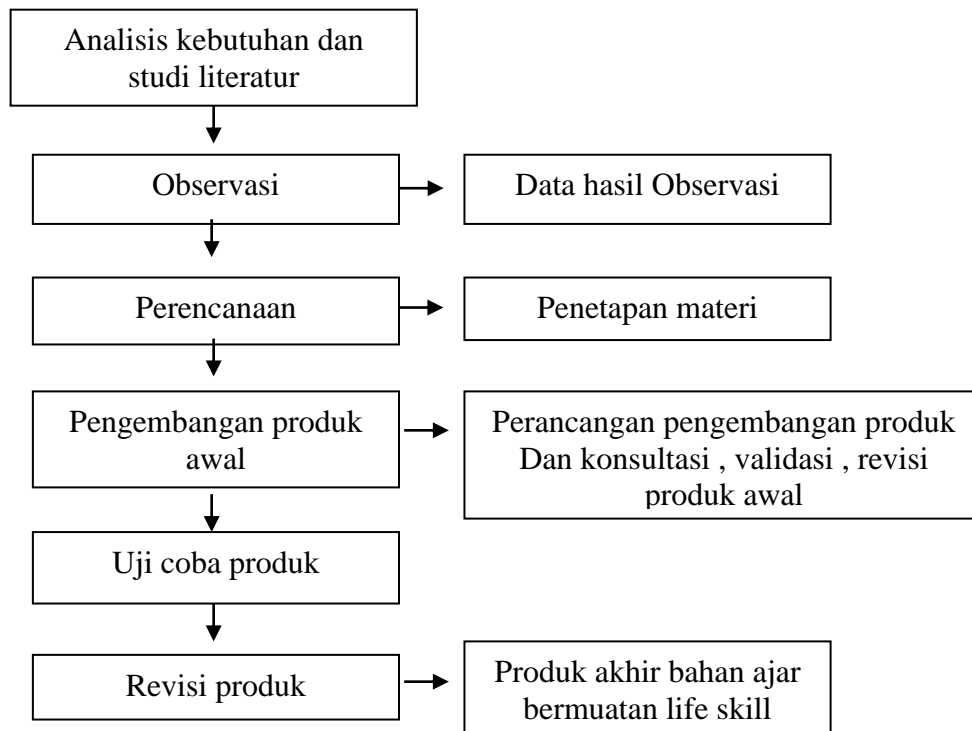 Analisis kebutuhan dan
studi literatur
Observasi
Data hasil Observasi
Perencanaan
Penetapan materi
Pengembangan produk
awal
Perancangan pengembangan produk
Dan konsultasi , validasi , revisi
produk awal
Uji coba produk
Revisi produk
Produk akhir bahan ajar
bermuatan life skill